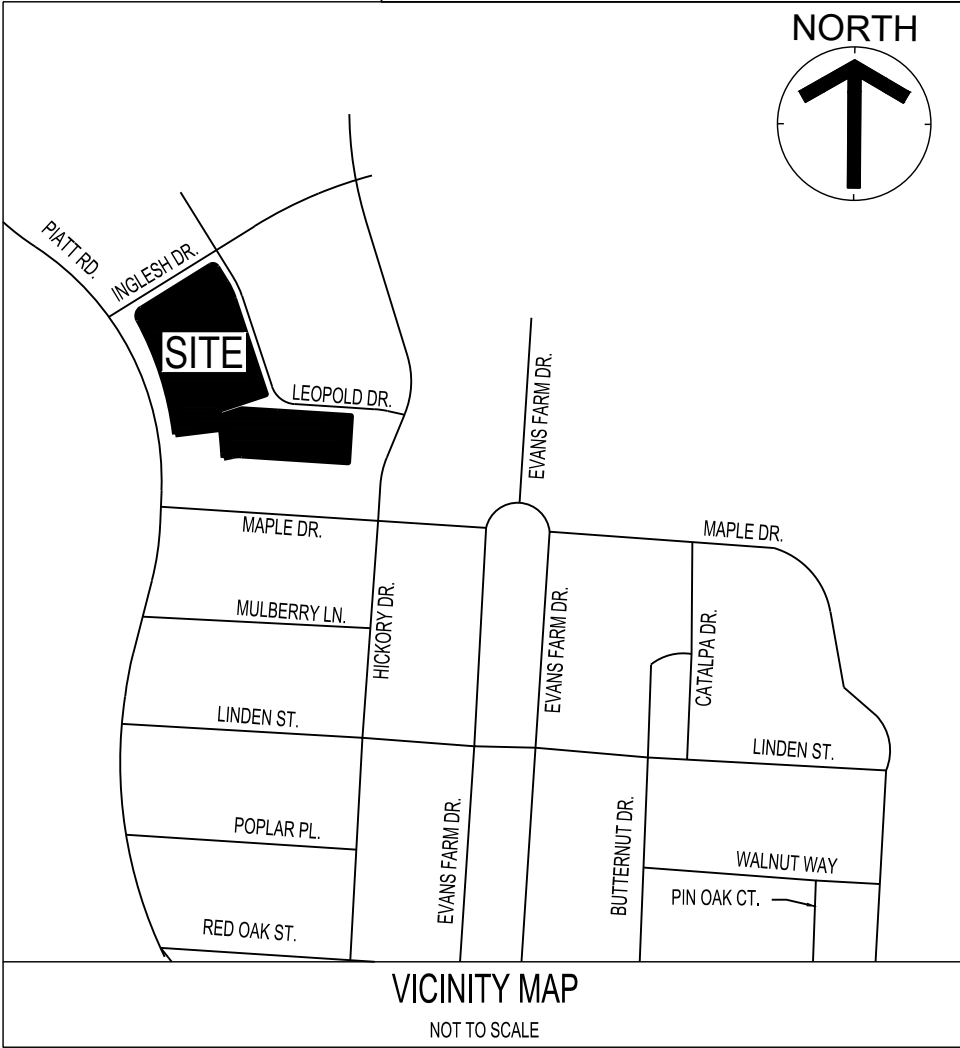 NORTH
PIATT RD.
INGLESH DR.
SITE
LEOPOLD DR.
EVANS FARM DR.
MAPLE DR.
MAPLE DR.
MULBERRY LN.
HICKORY DR.
EVANS FARM DR.
CATALPA DR.
LINDEN ST.
LINDEN ST.
POPLAR PL.
EVANS FARM DR.
BUTTERNUT DR.
WALNUT WAY
PIN OAK CT.
RED OAK ST.
VICINITY MAP
NOT TO SCALE